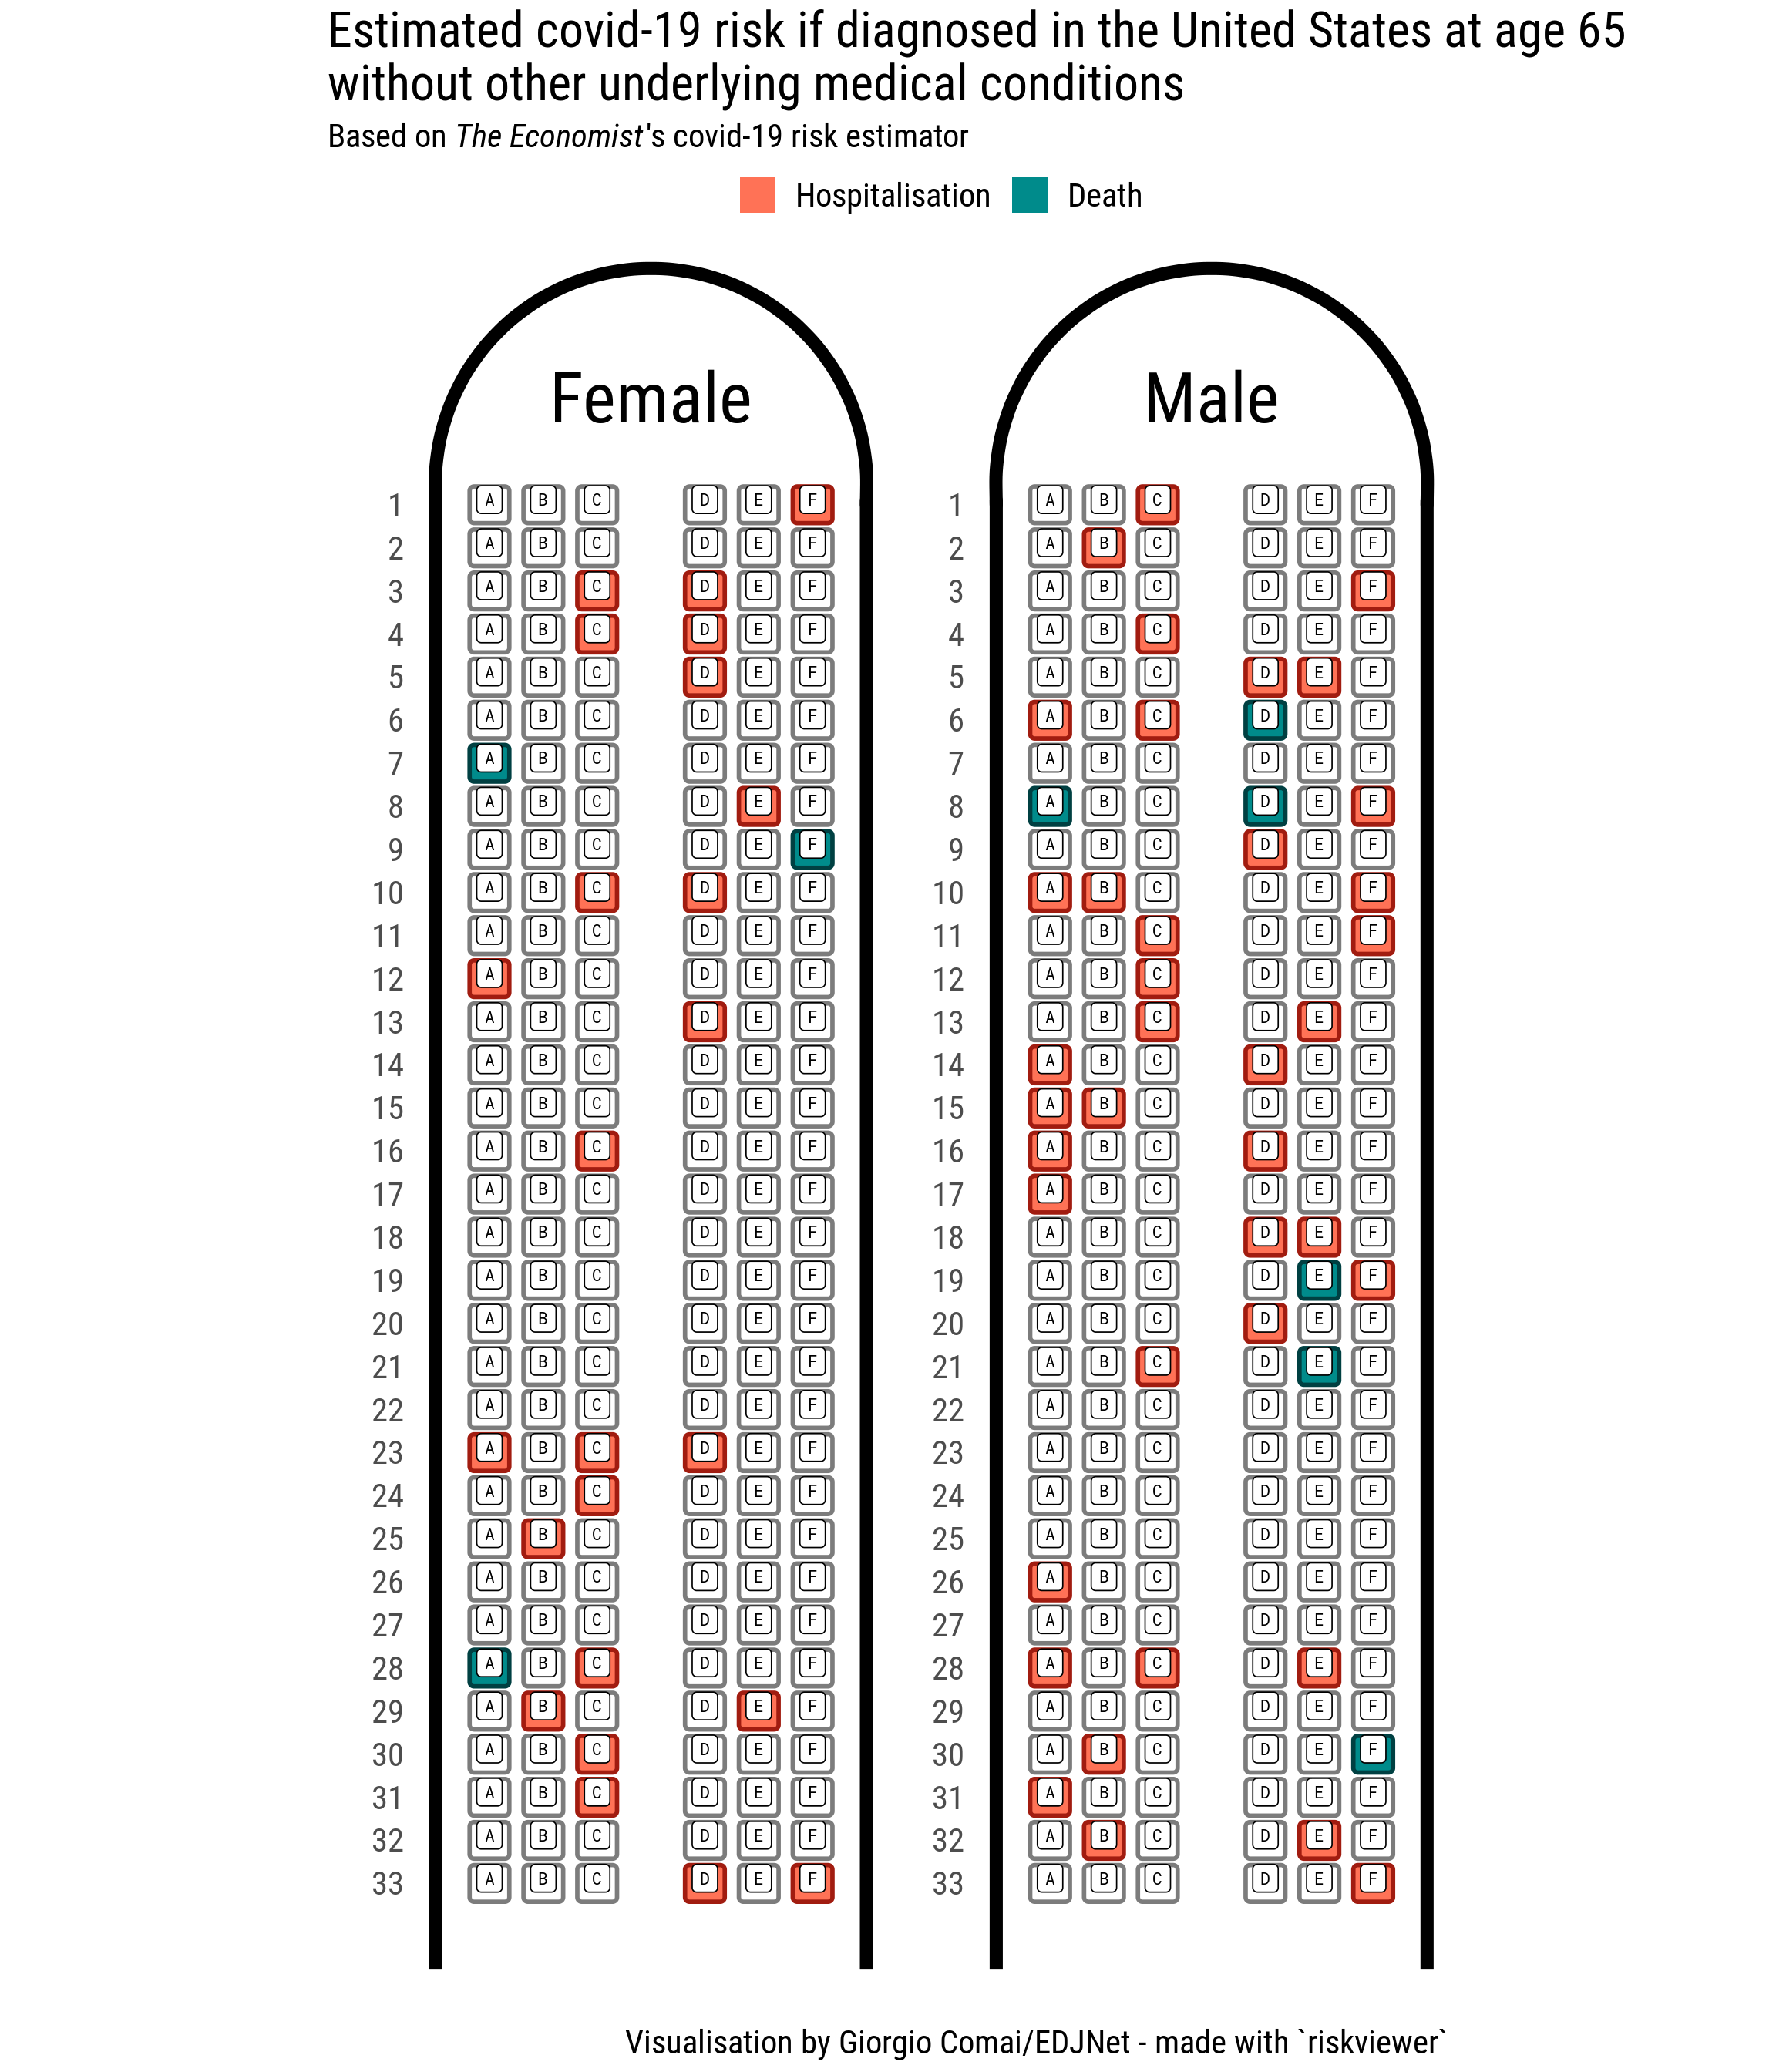 Estimated covid-19 risk if diagnosed in the United States at age 65
without other underlying medical conditions
Based on The Economist's covid-19 risk estimator
Hospitalisation Death
Female Male
1 A B C D E F 1 A B C D E F
2 A B C D E F 2 A B C D E F
3 A B C D E F 3 A B C D E F
4 A B C D E F 4 A B C D E F
5 A B C D E F 5 A B C D E F
6 A B C D E F 6 A B C D E F
7 A B C D E F 7 A B C D E F
8 A B C D E F 8 A B C D E F
9 A B C D E F 9 A B C D E F
10 A B C D E F 10 A B C D E F
11 A B C D E F 11 A B C D E F
12 A B C D E F 12 A B C D E F
13 A B C D E F 13 A B C D E F
14 A B C D E F 14 A B C D E F
15 A B C D E F 15 A B C D E F
16 A B C D E F 16 A B C D E F
17 A B C D E F 17 A B C D E F
18 A B C D E F 18 A B C D E F
19 A B C D E F 19 A B C D E F
20 A B C D E F 20 A B C D E F
21 A B C D E F 21 A B C D E F
22 A B C D E F 22 A B C D E F
23 A B C D E F 23 A B C D E F
24 A B C D E F 24 A B C D E F
25 A B C D E F 25 A B C D E F
26 A B C D E F 26 A B C D E F
27 A B C D E F 27 A B C D E F
28 A B C D E F 28 A B C D E F
29 A B C D E F 29 A B C D E F
30 A B C D E F 30 A B C D E F
31 A B C D E F 31 A B C D E F
32 A B C D E F 32 A B C D E F
33 A B C D E F 33 A B C D E F
Visualisation by Giorgio Comai/EDJNet - made with `riskviewer`